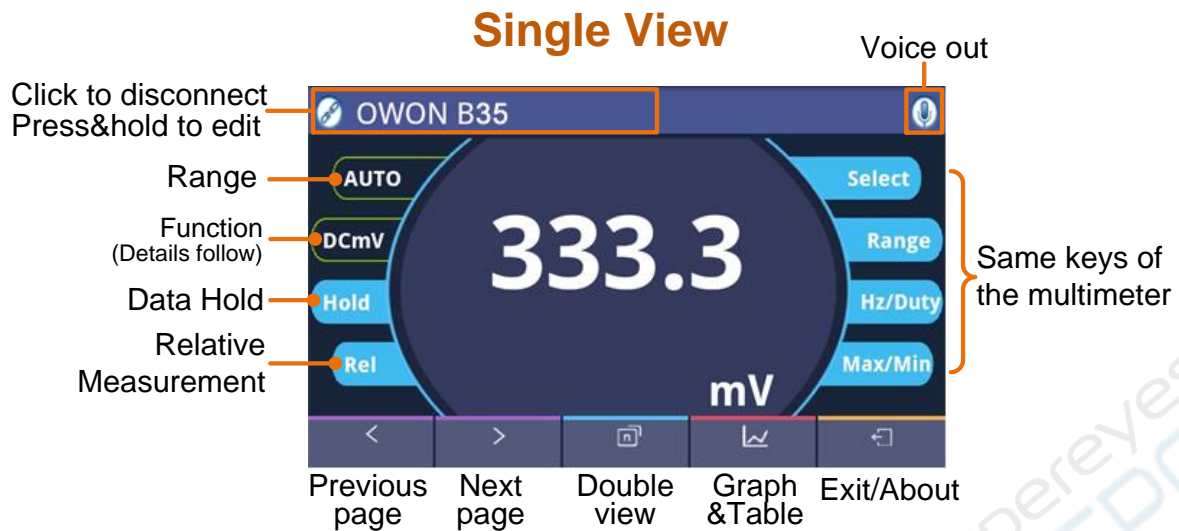 Single View
Voice out
Click to disconnect
Press&hold to edit
OWON B35
Range
AUTO
Select
Function
(Details follow)
DCmV
333.3
Range
Data Hold
Hold
Hz/Duty
Same keys of
the multimeter
Relative
Measurement
Rel
Max/Min
mV
< >
Previous
page
Next
page
Double
view
Graph
&Table
Exit/About